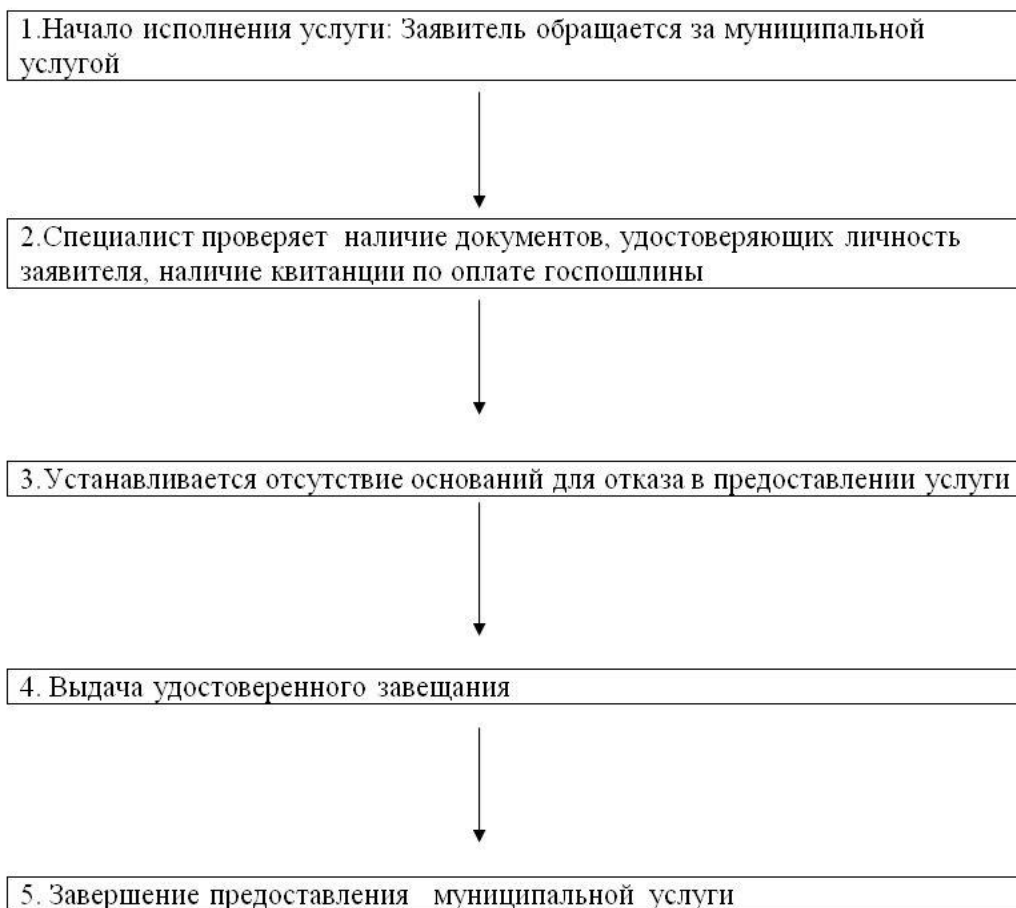 1.Начало исполнения услуги: Заявитель обращается за муниципальной
услугой
2.Специалист проверяет наличие документов, удостоверяющих личность
заявителя, наличие квитанции по оплате госпошлины
3.Устанавливается отсутствие оснований для отказа в предоставлении услуги
4. Выдача удостоверенного завещания
5. Завершение предоставления муниципальной услуги